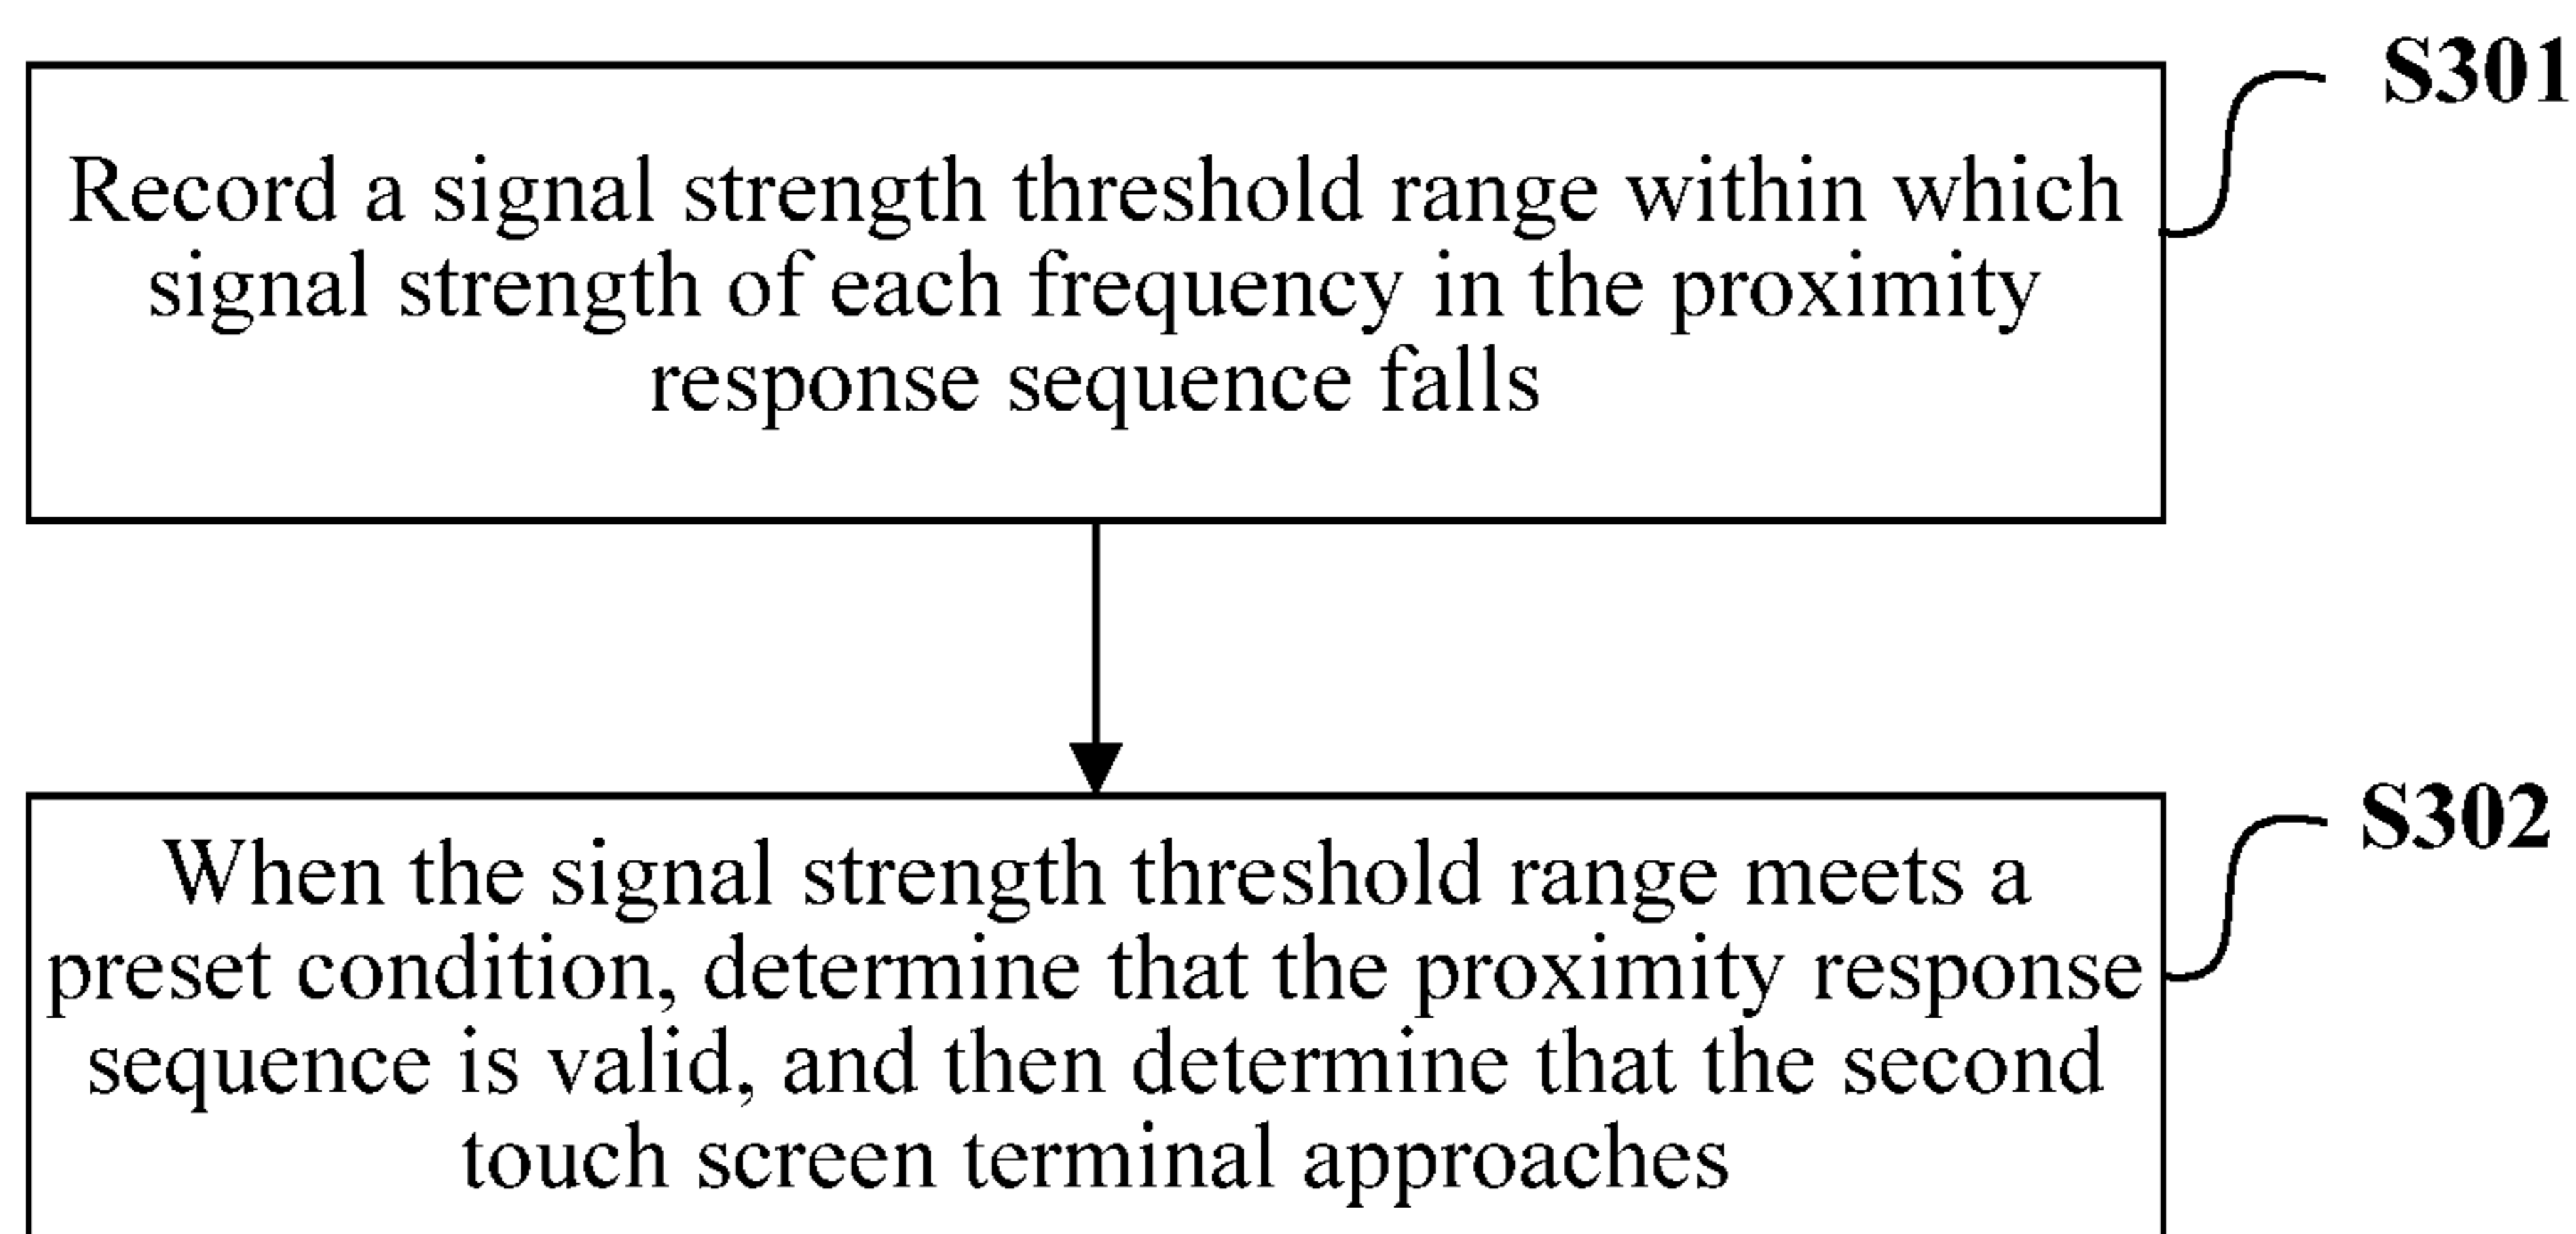 S301
Record a signal strength threshold range within which
signal strength of each frequency in the proximity
response sequence falls
S302
When the signal strength threshold range meets a
preset condition, determine that the proximity response
sequence is valid, and then determine that the second
touch screen terminal approaches